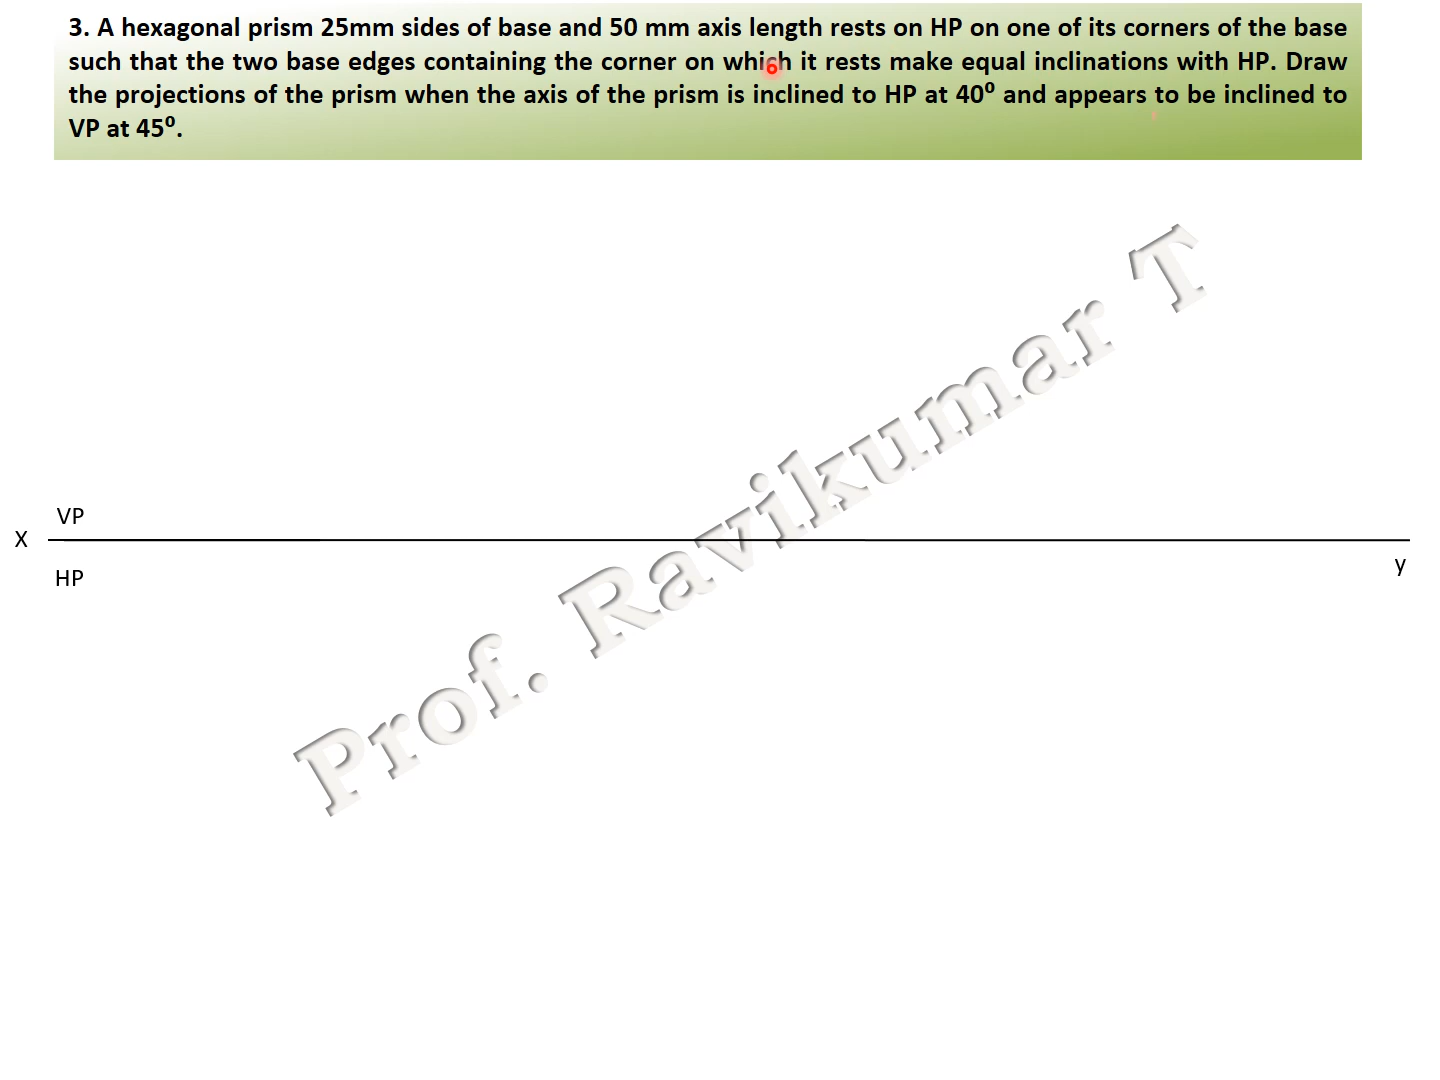 3. A hexagonal prism 25mm sides of base and 50 mm axis length rests on HP on one of its corners of the base
such that the two base edges containing the corner on which it rests make equal inclinations with HP. Draw
the projections of the prism when the axis of the prism is inclined to HP at 40⁰ and appears to be inclined to
VP at 45⁰.
Prof. Ravikumar T
VP
X
HP
y